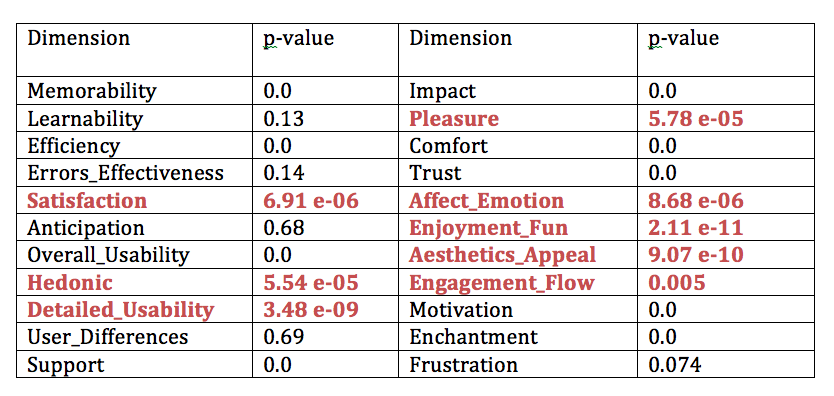 Dimension p-value Dimension p-value
Memorability 0.0 Impact 0.0
Learnability 0.13 Pleasure 5.78 e-05
Efficiency 0.0 Comfort 0.0
Errors_Effectiveness 0.14 Trust 0.0
Satisfaction 6.91 e-06 Affect_Emotion 8.68 e-06
Anticipation 0.68 Enjoyment_Fun 2.11 e-11
Overall_Usability 0.0 Aesthetics_Appeal 9.07 e-10
Hedonic 5.54 e-05 Engagement_Flow 0.005
Detailed_Usability 3.48 e-09 Motivation 0.0
User_Differences 0.69 Enchantment 0.0
Support 0.0 Frustration 0.074